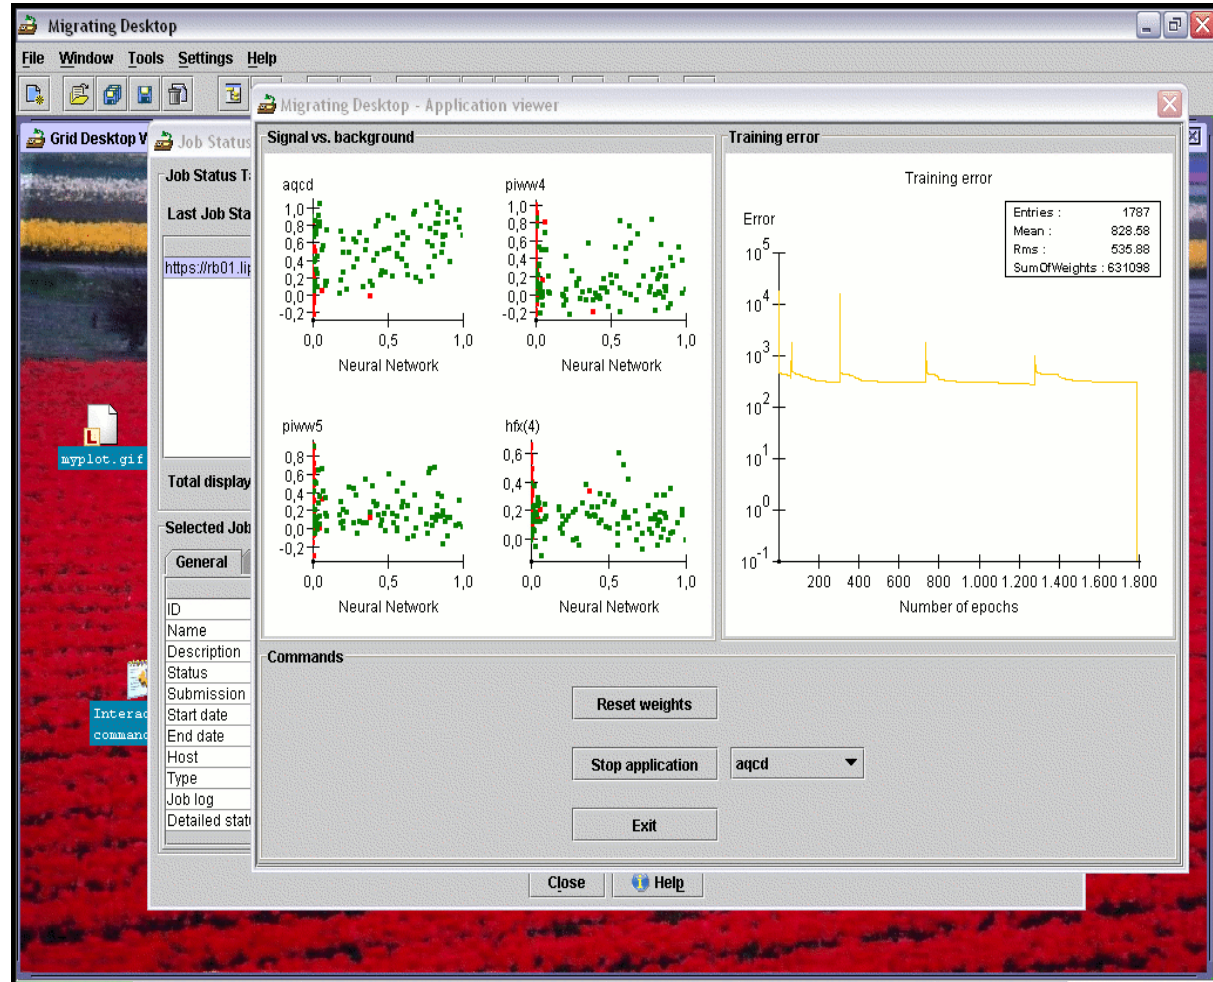 Migrating Desktop
File Window Tools Settings Help
Grid Desktop V
Job Status
Migrating Desktop - Application viewer
Job Status T
Last Job Sta
https://rb01.lip
Total display
Selected Job
General
ID
Name
Description
Status
Submission
Start date
End date
Host
Type
Job log
Detailed stat
myplot.gif
Interac
command
Signal vs. background
aqcd
1,0
0,8
0,6
0,4
0,2
0,0
-0,2
0,0 0,5 1,0
Neural Network
piww4
1,0
0,8
0,6
0,4
0,2
0,0
-0,2
0,0 0,5 1,0
Neural Network
piww5
0,8
0,6
0,4
0,2
0,0
-0,2
0,0 0,5 1,0
Neural Network
hfx(4)
0,6
0,4
0,2
0,0
0,0 0,5 1,0
Neural Network
Training error
Training error
Error
Entries : 1787
Mean : 828.58
Rms : 535.88
SumOfWeights : 631098
10^5
10^4
10^3
10^2
10^1
10^0
10^-1
200 400 600 800 1.000 1.200 1.400 1.600 1.800
Number of epochs
Commands
Reset weights
Stop application aqcd
Exit
Close Help